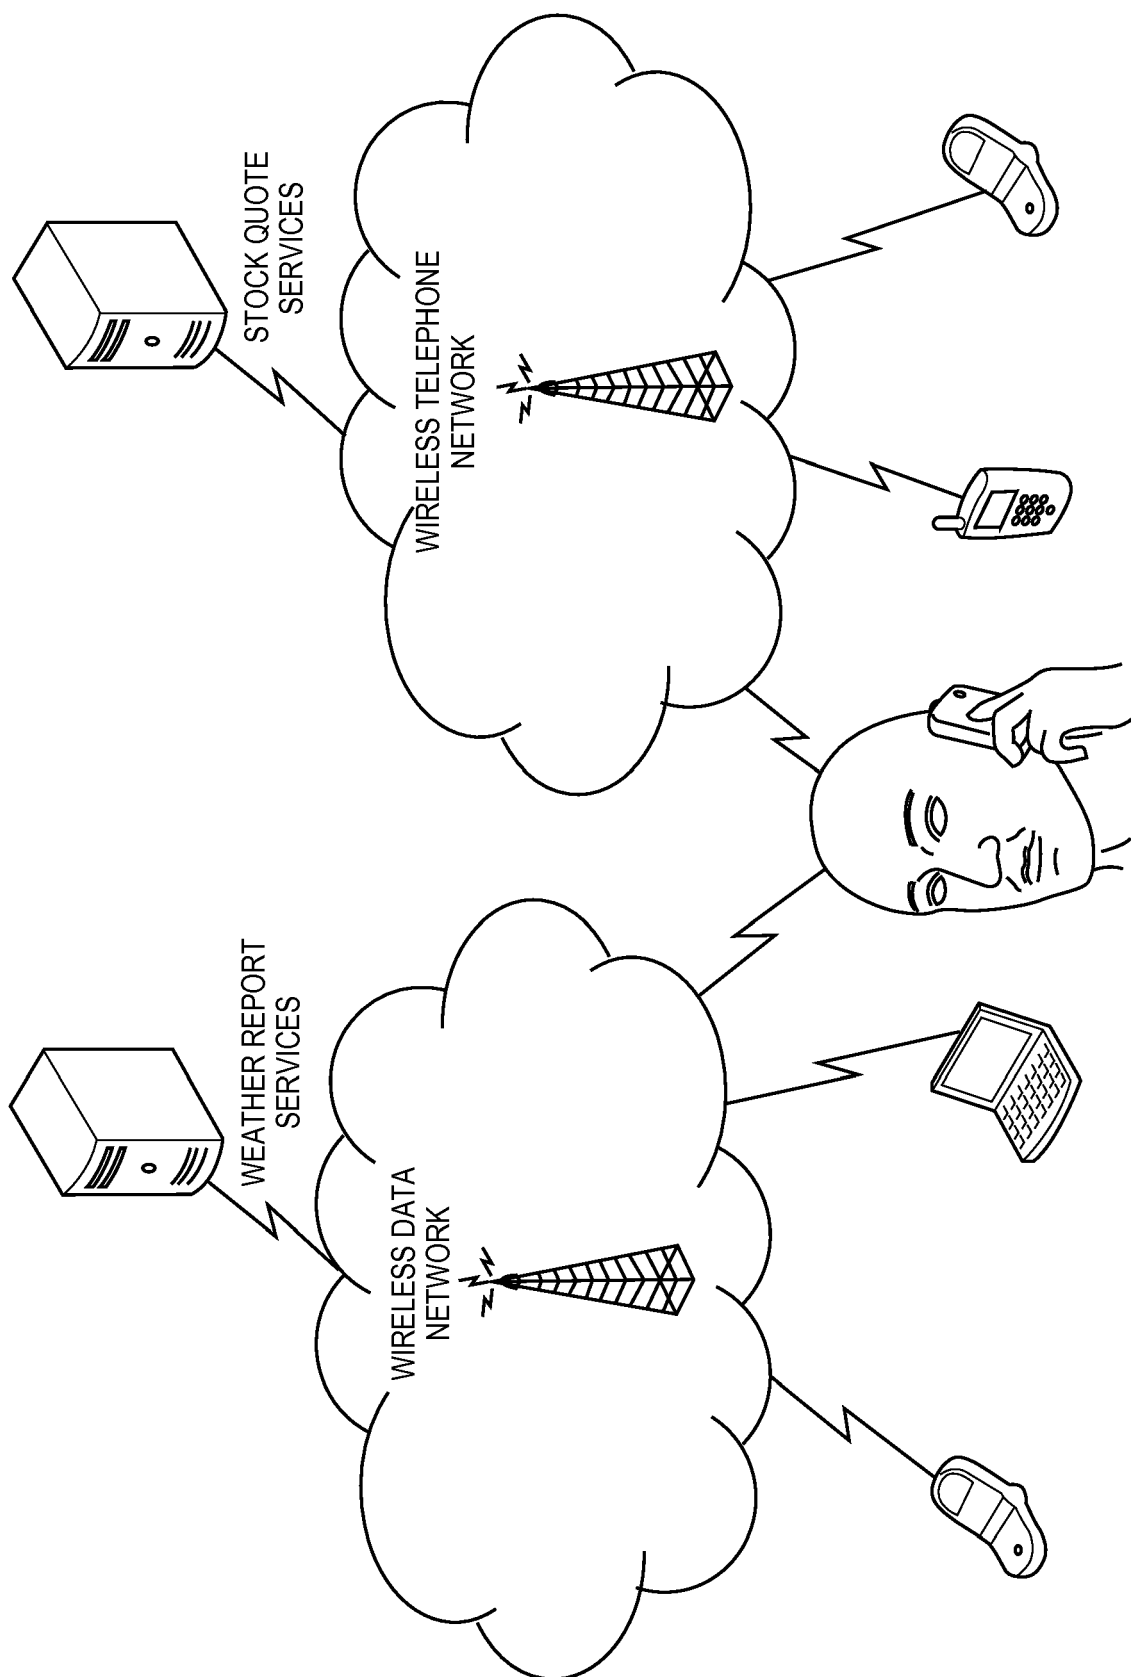 WEATHER REPORT
SERVICES
STOCK QUOTE
SERVICES
WIRELESS DATA
NETWORK
WIRELESS TELEPHONE
NETWORK